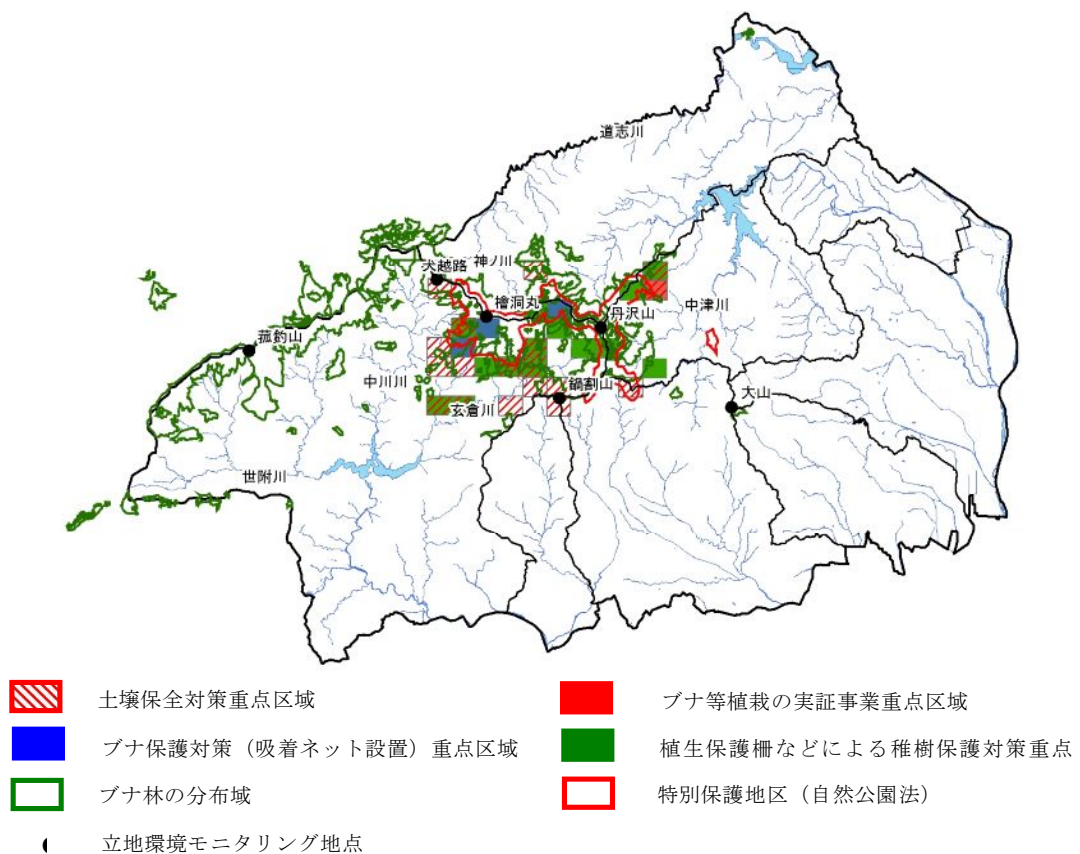 道志川
犬越路
神ノ川
檜洞丸
丹沢山
中津川
菰釣山
中川川
鍋割山
大山
玄倉川
世附川
土壌保全対策重点区域
ブナ等植栽の実証事業重点区域
ブナ保護対策（吸着ネット設置）重点区域
植生保護柵などによる稚樹保護対策重点
ブナ林の分布域
特別保護地区（自然公園法）
立地環境モニタリング地点